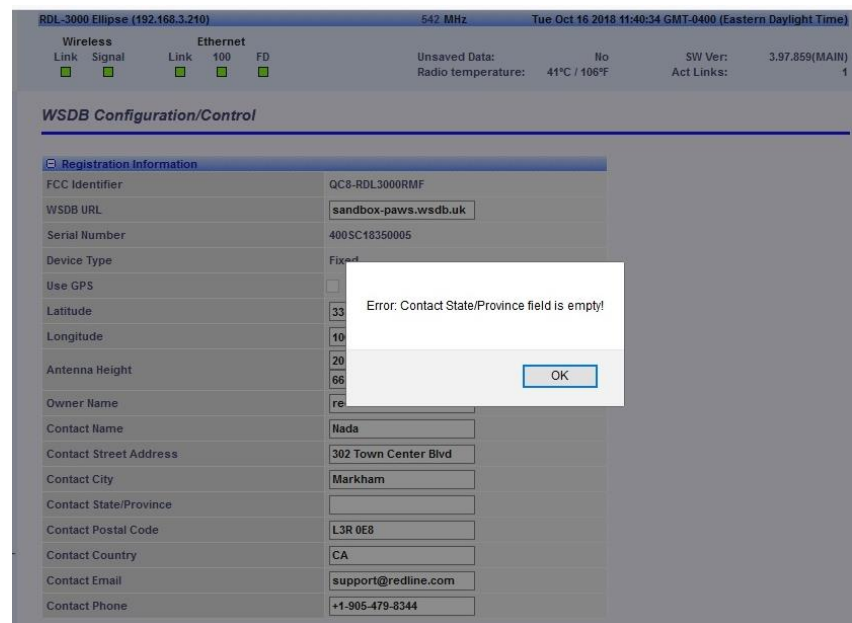 RDL-3000 Ellipse (192.168.3.210) 542 MHz Tue Oct 16 2018 11:40:34 GMT-0400 (Eastern Daylight Time)
Wireless Ethernet
Link Signal Link 100 FD Unsaved Data: No SW Ver: 3.97.859(MAIN)
Radio temperature: 41°C / 106°F Act Links: 1
WSDB Configuration/Control
Registration Information
FCC Identifier QC8-RDL3000RMF
WSDB URL sandbox-paws.wsdb.uk
Serial Number 400SC18350005
Device Type Fixed
Use GPS
Error: Contact State/Province field is empty!
Latitude 33
Longitude 10
Antenna Height 20
66
OK
Owner Name re
Contact Name Nada
Contact Street Address 302 Town Center Blvd
Contact City Markham
Contact State/Province
Contact Postal Code L3R 0E8
Contact Country CA
Contact Email support@redline.com
Contact Phone +1-905-479-8344